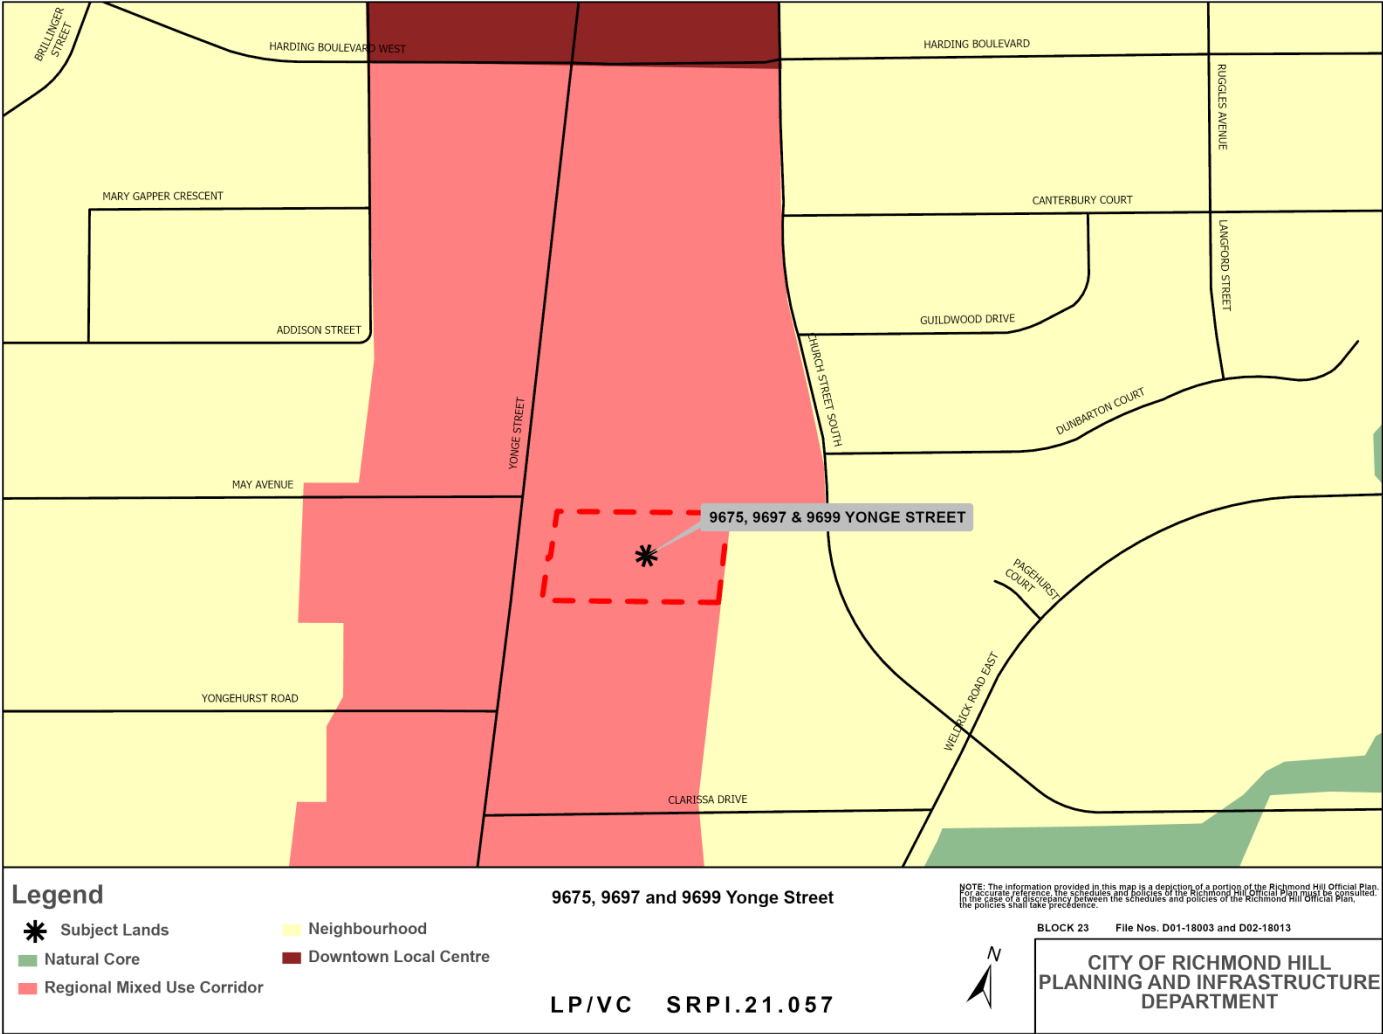 BRILLINGER
STREET
HARDING BOULEVARD WEST
HARDING BOULEVARD
RUGGLES AVENUE
MARY GAPPER CRESCENT
CANTERBURY COURT
LANGFORD STREET
ADDISON STREET
GUILDWOOD DRIVE
CHURCH STREET SOUTH
YONGE STREET
DUNBARTON COURT
MAY AVENUE
9675, 9697 & 9699 YONGE STREET
PAGEHURST
COURT
WELDRICK ROAD EAST
YONGEHURST ROAD
CLARISSA DRIVE
Legend
Subject Lands
Natural Core
Regional Mixed Use Corridor
Neighbourhood
Downtown Local Centre
9675, 9697 and 9699 Yonge Street
LP/VC SRPI.21.057
NOTE: The information provided in this map is a depiction of a portion of the Richmond Hill Official Plan.
For accurate reference, the schedules and policies of the Richmond Hill Official Plan must be consulted.
In the case of a discrepancy between the schedules and policies of the Richmond Hill Official Plan,
the policies shall take precedence.
BLOCK 23 File Nos. D01-18003 and D02-18013
N
CITY OF RICHMOND HILL
PLANNING AND INFRASTRUCTURE
DEPARTMENT